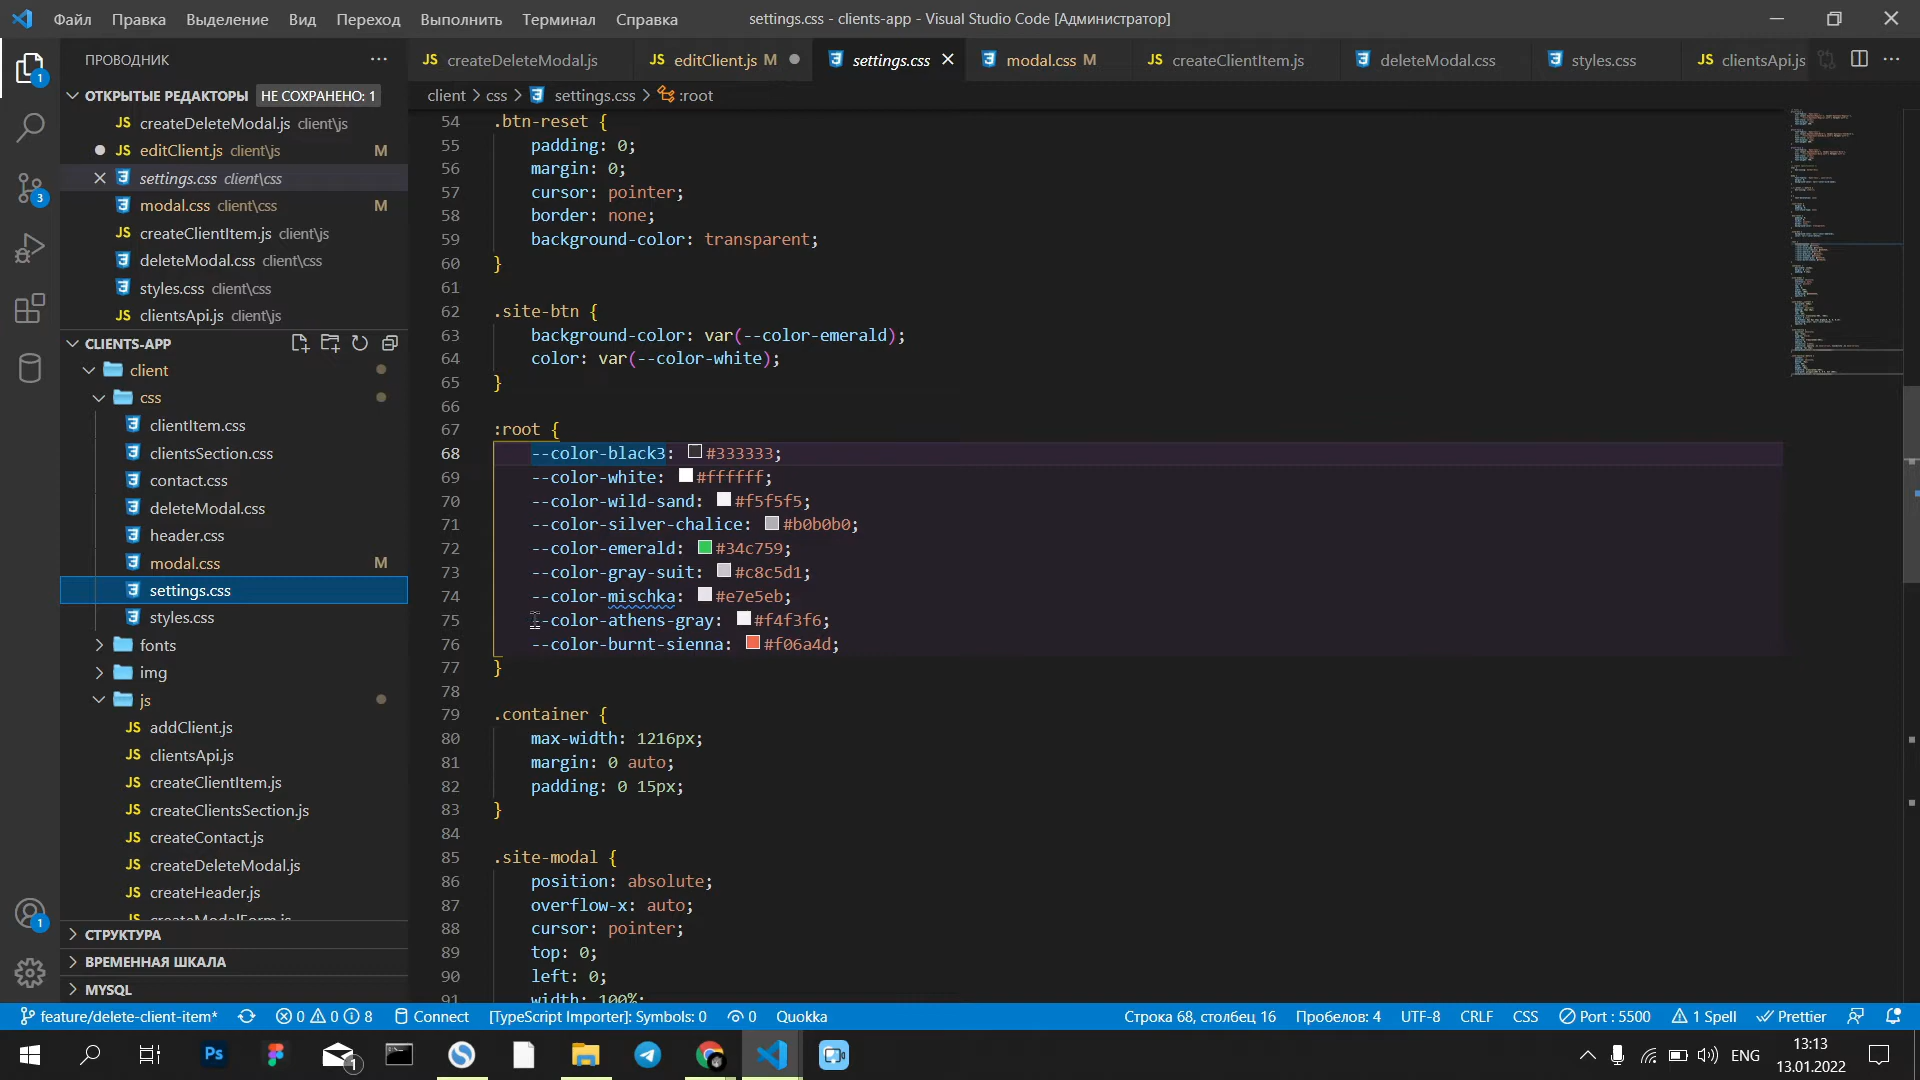 Файл Правка Выделение Вид Переход Выполнить Терминал Справка
settings.css - clients-app - Visual Studio Code [Администратор]
ПРОВОДНИК
createDeleteModal.js
editClient.js M
settings.css
modal.css M
createClientItem.js
deleteModal.css
styles.css
clientsApi.js
ОТКРЫТЫЕ РЕДАКТОРЫ НЕ СОХРАНЕНО: 1
createDeleteModal.js client\js
editClient.js client\js M
settings.css client\css
modal.css client\css M
createClientItem.js client\js
deleteModal.css client\css
styles.css client\css
clientsApi.js client\js
CLIENTS-APP
client
css
clientItem.css
clientsSection.css
contact.css
deleteModal.css
header.css
modal.css M
settings.css
styles.css
fonts
img
js
addClient.js
clientsApi.js
createClientItem.js
createClientsSection.js
createContact.js
createDeleteModal.js
createHeader.js
createModalForm.js
СТРУКТУРА
ВРЕМЕННАЯ ШКАЛА
MYSQL
client > css > settings.css > :root
54 .btn-reset {
55 padding: 0;
56 margin: 0;
57 cursor: pointer;
58 border: none;
59 background-color: transparent;
60 }
61
62 .site-btn {
63 background-color: var(--color-emerald);
64 color: var(--color-white);
65 }
66
67 :root {
68 --color-black3: #333333;
69 --color-white: #ffffff;
70 --color-wild-sand: #f5f5f5;
71 --color-silver-chalice: #b0b0b0;
72 --color-emerald: #34c759;
73 --color-gray-suit: #c8c5d1;
74 --color-mischka: #e7e5eb;
75 --color-athens-gray: #f4f3f6;
76 --color-burnt-sienna: #f06a4d;
77 }
78
79 .container {
80 max-width: 1216px;
81 margin: 0 auto;
82 padding: 0 15px;
83 }
84
85 .site-modal {
86 position: absolute;
87 overflow-x: auto;
88 cursor: pointer;
89 top: 0;
90 left: 0;
91 width: 100%;
feature/delete-client-item* 0 0 8 Connect [TypeScript Importer]: Symbols: 0 0 Quokka
Строка 68, столбец 16 Пробелов: 4 UTF-8 CRLF CSS Port : 5500 1 Spell Prettier
ENG
13:13
13.01.2022